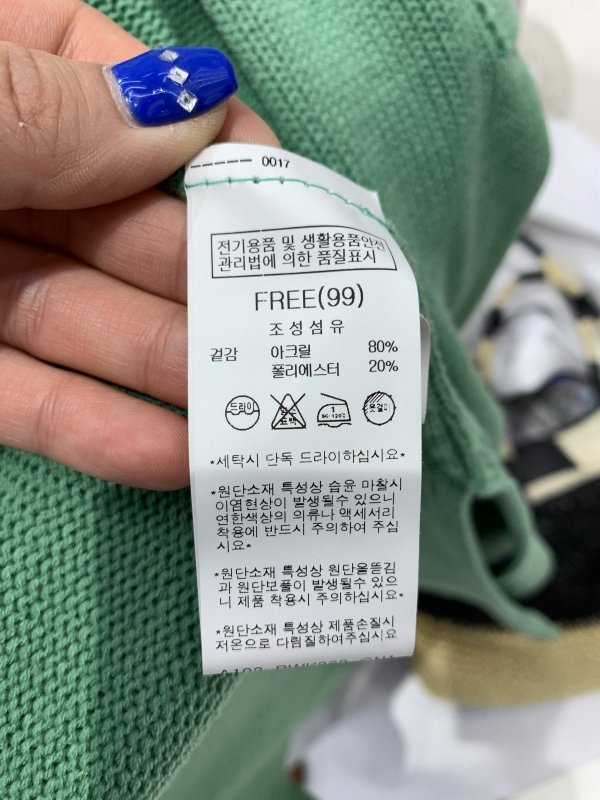 ----- 0017
전기용품 및 생활용품안전
관리법에 의한 품질표시
FREE(99)
조성섬유
겉감 아크릴 80%
폴리에스터 20%
드라이 표백 1 80~120℃ 옷걸이
*세탁시 단독 드라이하십시요*
*원단소재 특성상 습윤 마찰시
이염현상이 발생될수 있으니
연한색상의 의류나 액세서리
착용에 반드시 주의하여 주십
시요*
*원단소재 특성상 원단올뜯김
과 원단보풀이 발생될수 있으
니 제품 착용시 주의하십시요*
*원단소재 특성상 제품손질시
저온으로 다림질하여주십시요